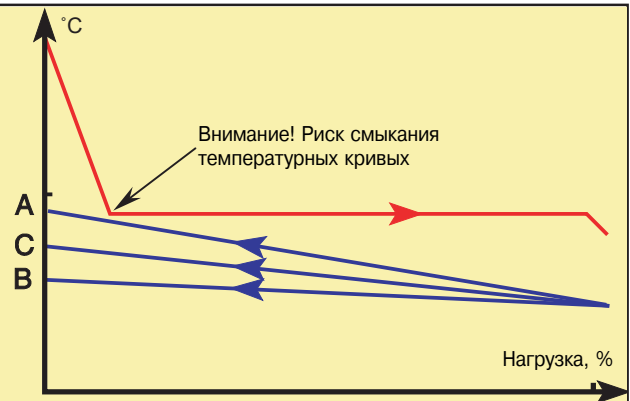 °C
Внимание! Риск смыкания
температурных кривых
A
C
B
Нагрузка, %